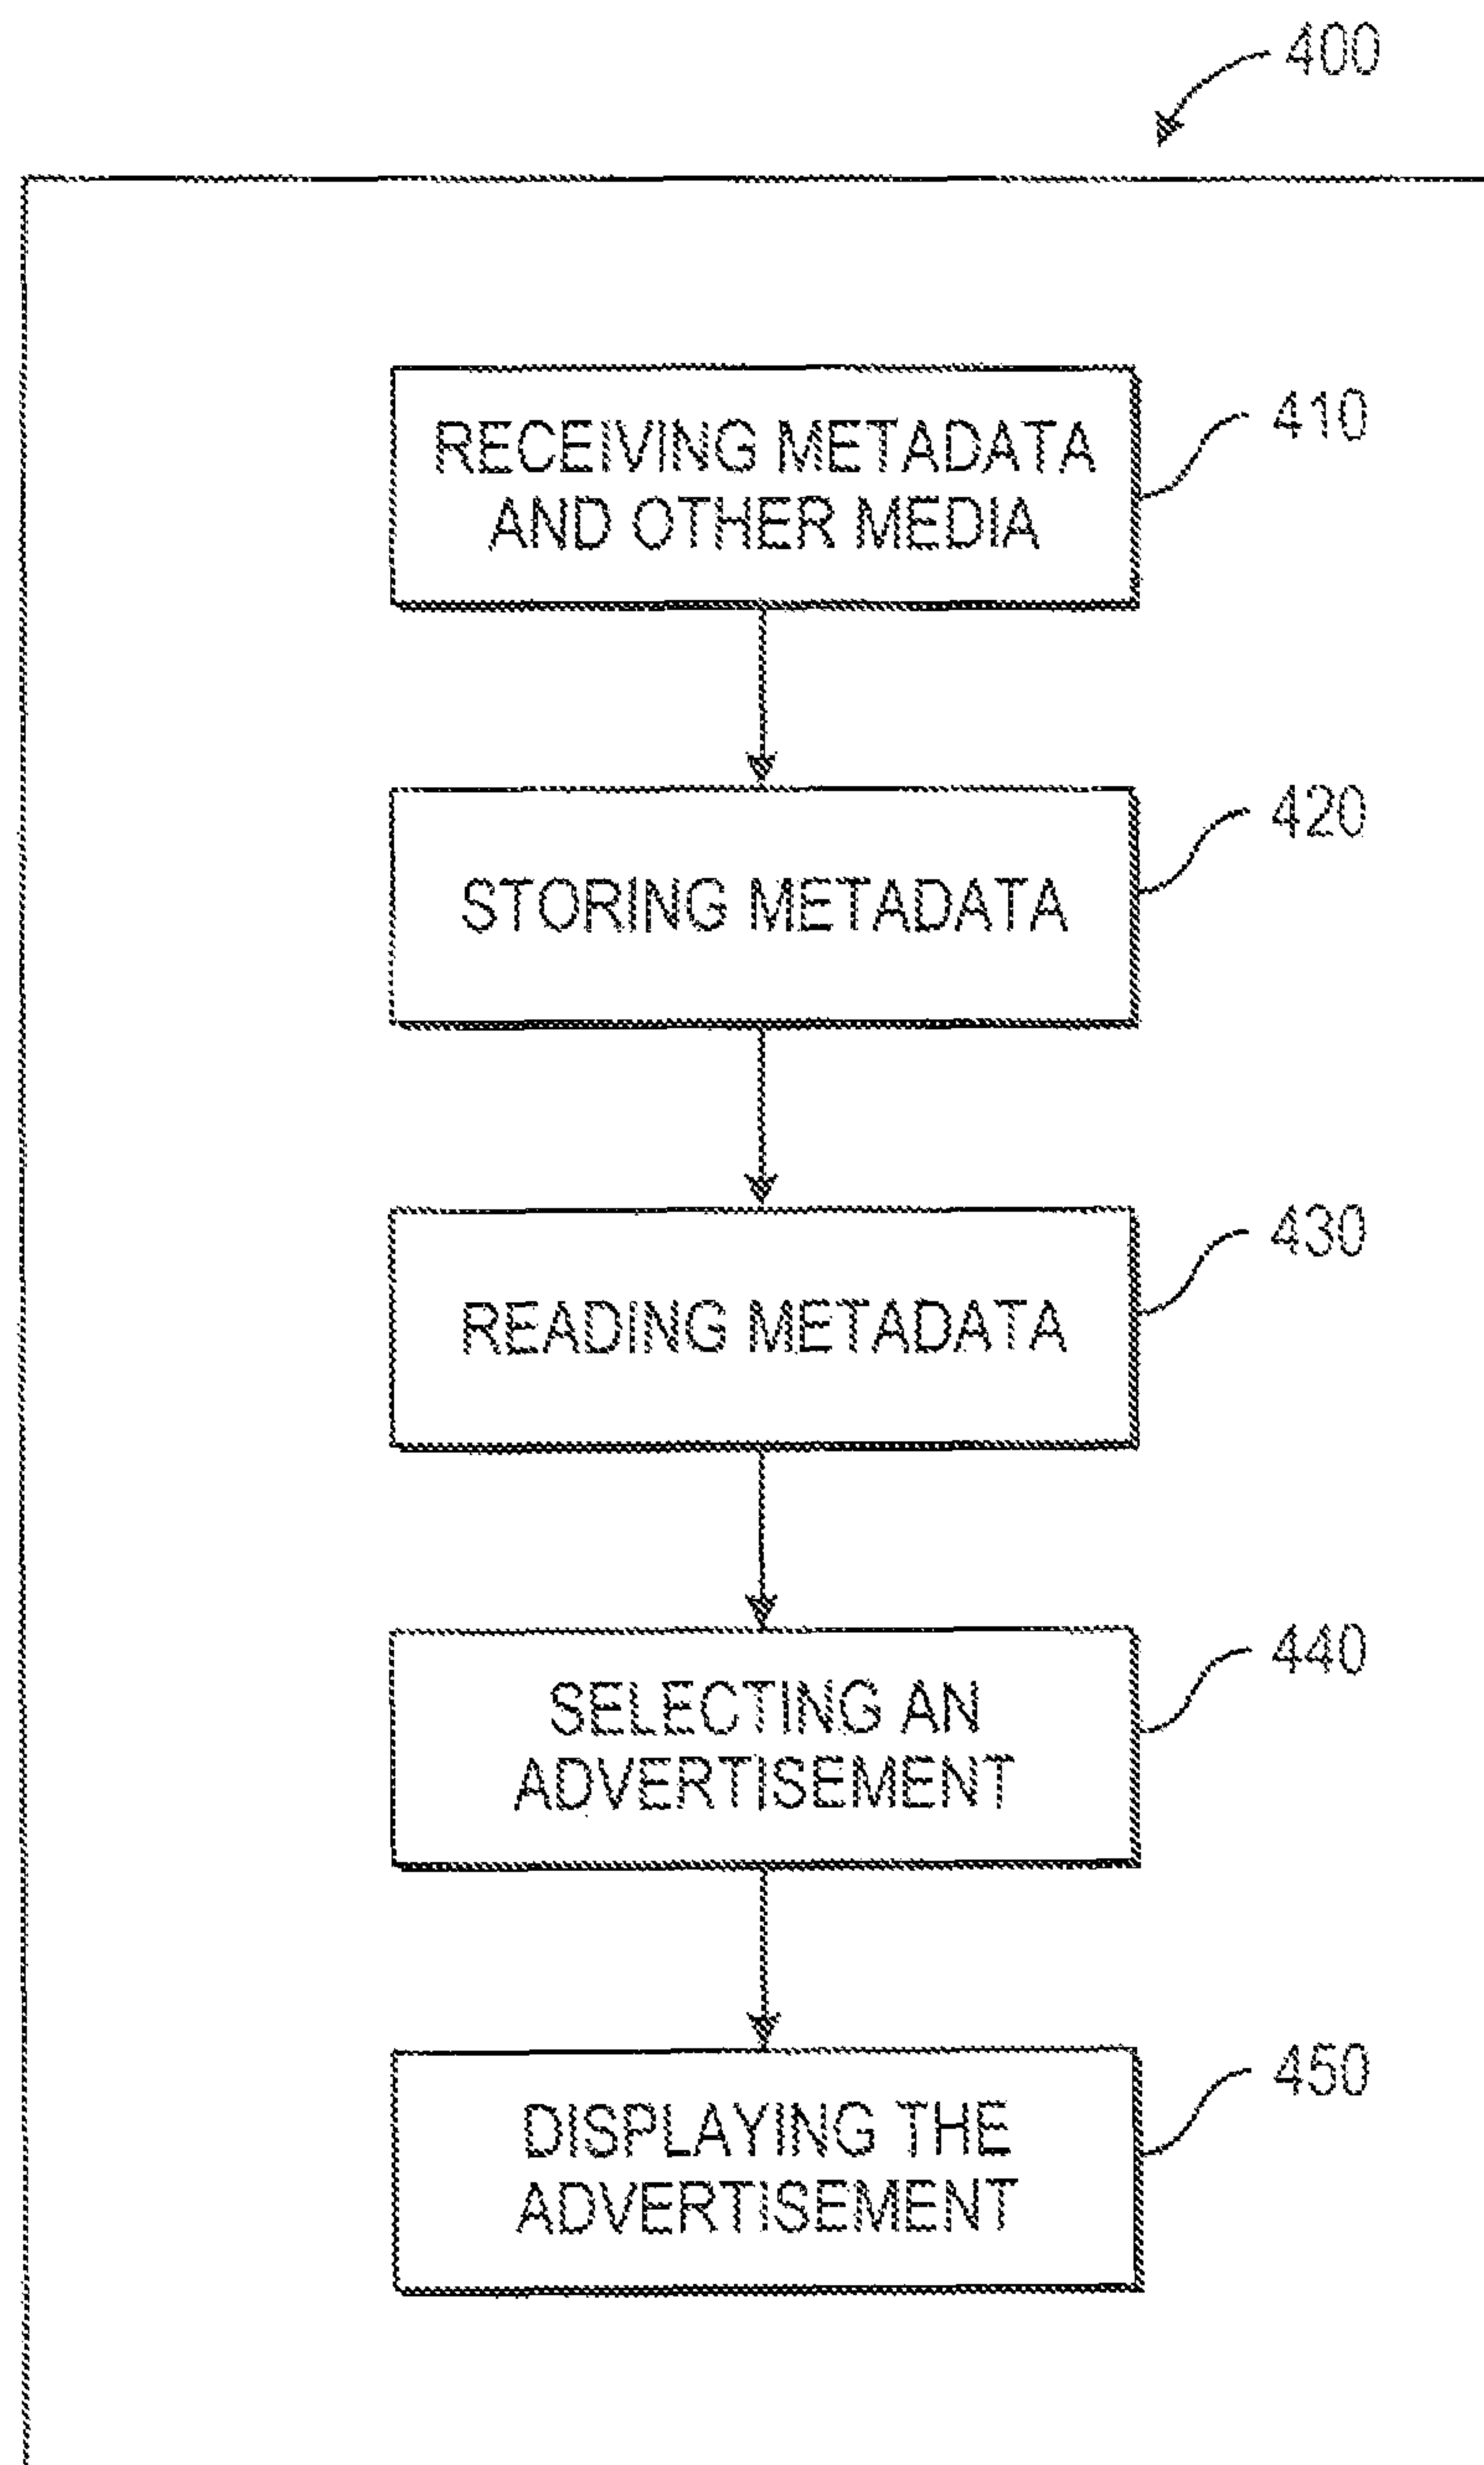 400
RECEIVING METADATA
AND OTHER MEDIA
410
STORING METADATA
420
READING METADATA
430
SELECTING AN
ADVERTISEMENT
440
DISPLAYING THE
ADVERTISEMENT
450